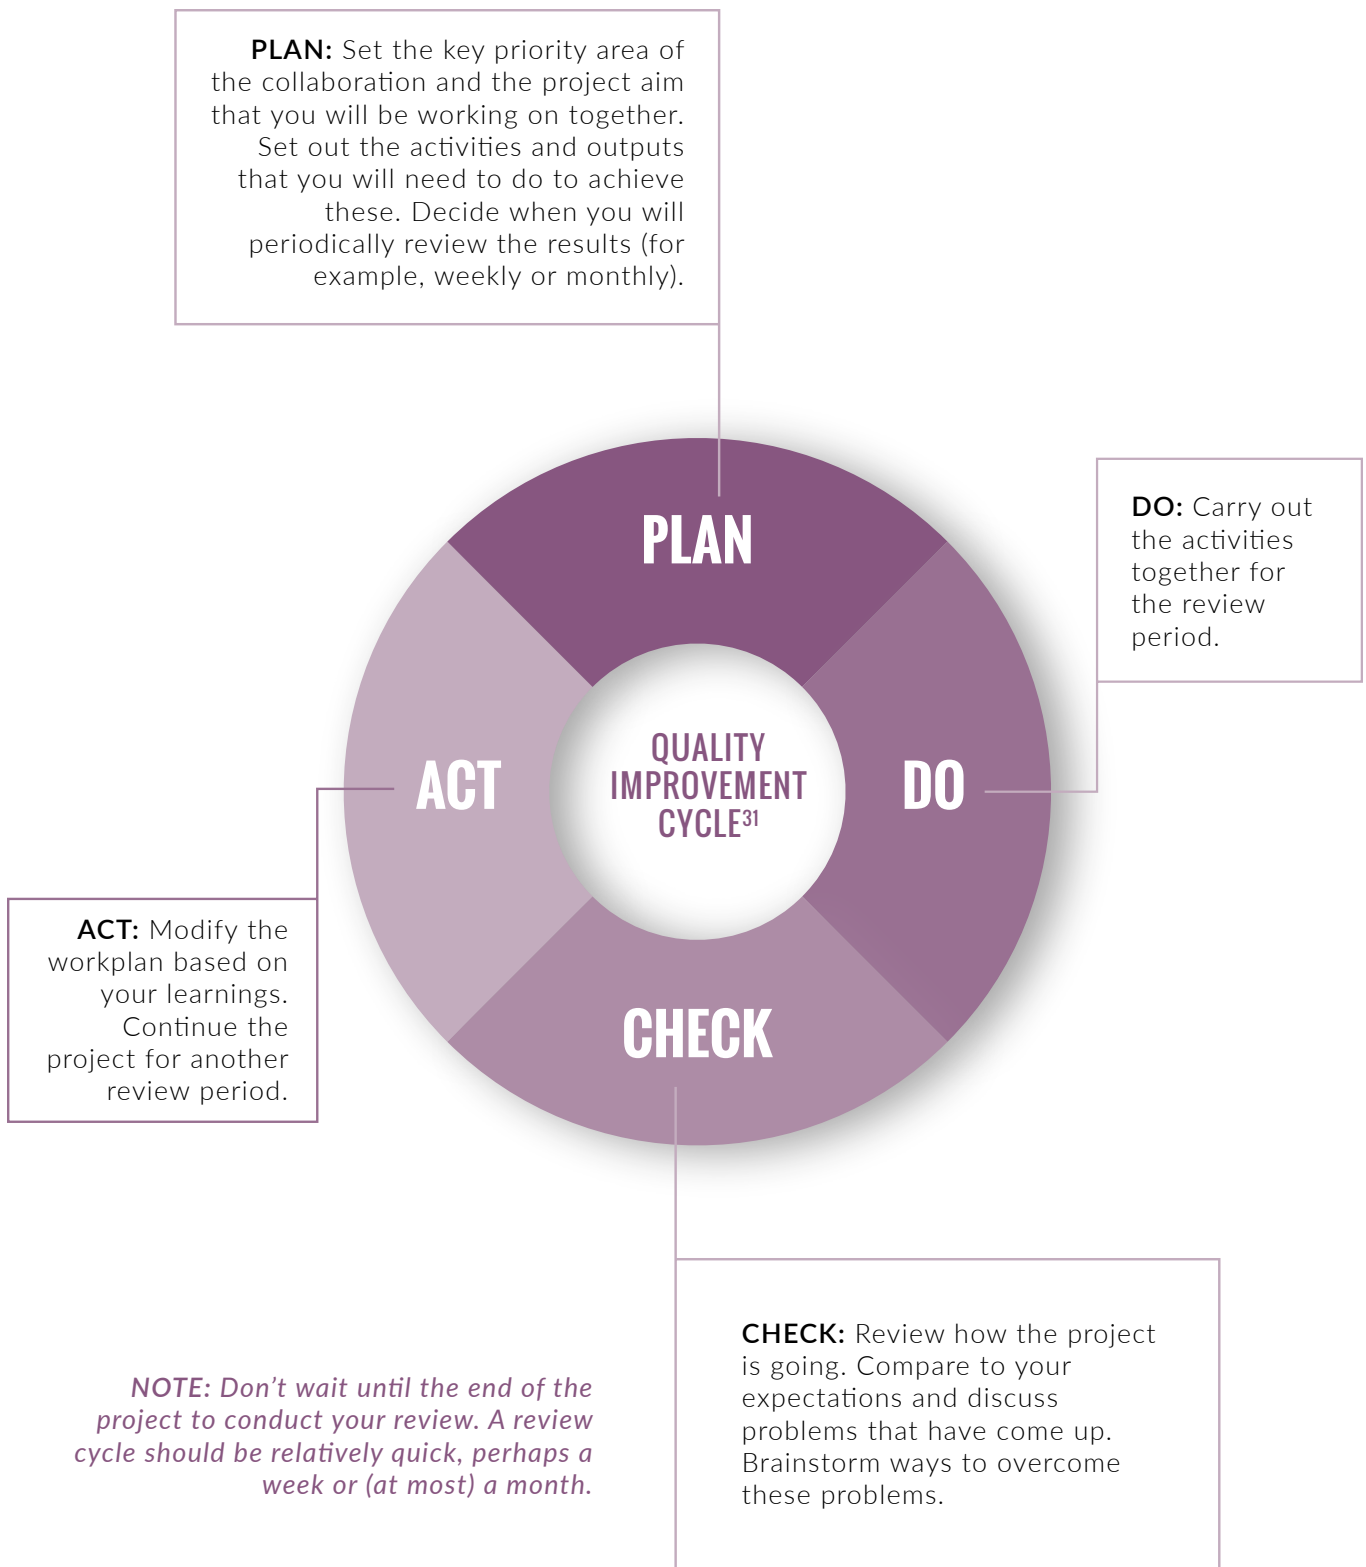 PLAN: Set the key priority area of
the collaboration and the project aim
that you will be working on together.
Set out the activities and outputs
that you will need to do to achieve
these. Decide when you will
periodically review the results (for
example, weekly or monthly).
PLAN
DO: Carry out
the activities
together for
the review
period.
QUALITY
IMPROVEMENT
CYCLE³¹
ACT
DO
ACT: Modify the
workplan based on
your learnings.
Continue the
project for another
review period.
CHECK
CHECK: Review how the project
is going. Compare to your
expectations and discuss
problems that have come up.
Brainstorm ways to overcome
these problems.
NOTE: Don’t wait until the end of the
project to conduct your review. A review
cycle should be relatively quick, perhaps a
week or (at most) a month.